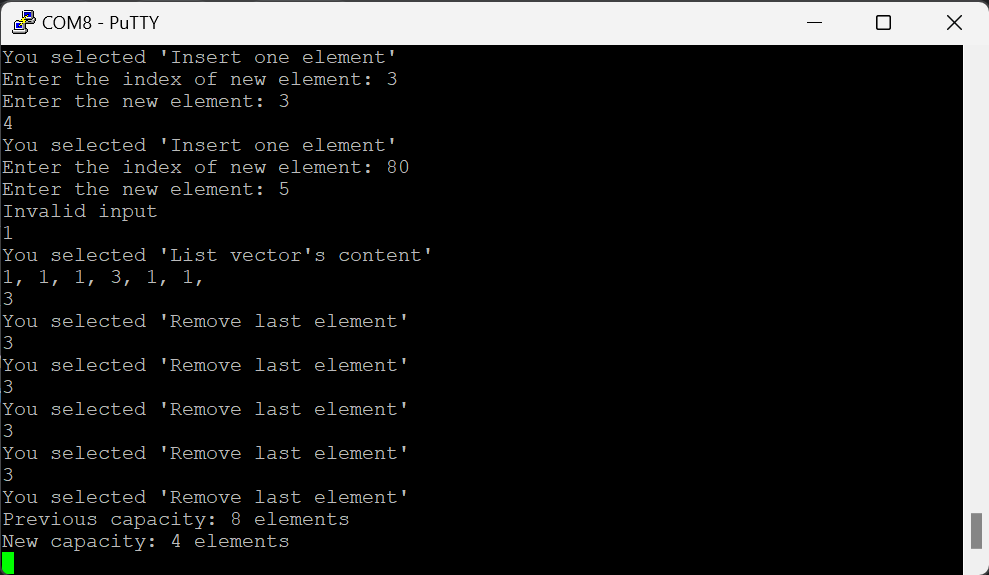 COM8 - PuTTY
You selected 'Insert one element'
Enter the index of new element: 3
Enter the new element: 3
4
You selected 'Insert one element'
Enter the index of new element: 80
Enter the new element: 5
Invalid input
1
You selected 'List vector's content'
1, 1, 1, 3, 1, 1,
3
You selected 'Remove last element'
3
You selected 'Remove last element'
3
You selected 'Remove last element'
3
You selected 'Remove last element'
3
You selected 'Remove last element'
Previous capacity: 8 elements
New capacity: 4 elements